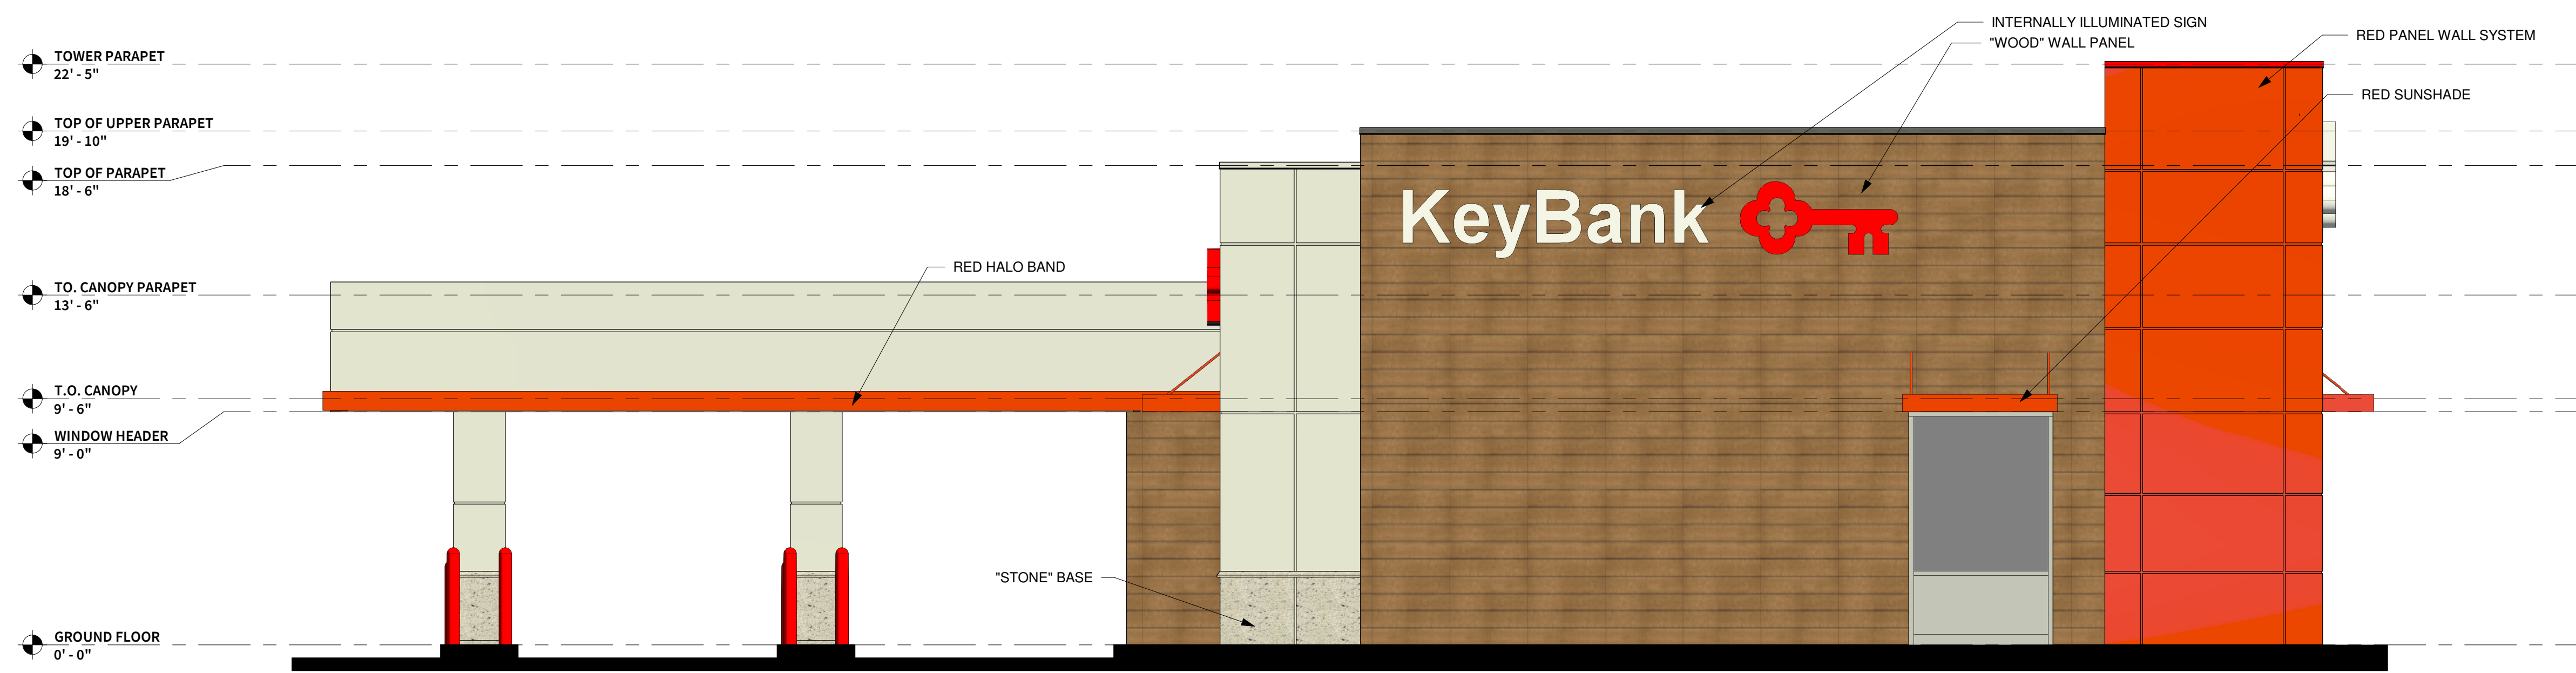 INTERNALLY ILLUMINATED SIGN
"WOOD" WALL PANEL
RED PANEL WALL SYSTEM
TOWER PARAPET
22' - 5"
RED SUNSHADE
TOP OF UPPER PARAPET
19' - 10"
TOP OF PARAPET
18' - 6"
KeyBank
RED HALO BAND
TO. CANOPY PARAPET
13' - 6"
T.O. CANOPY
9' - 6"
WINDOW HEADER
9' - 0"
"STONE" BASE
GROUND FLOOR
0' - 0"